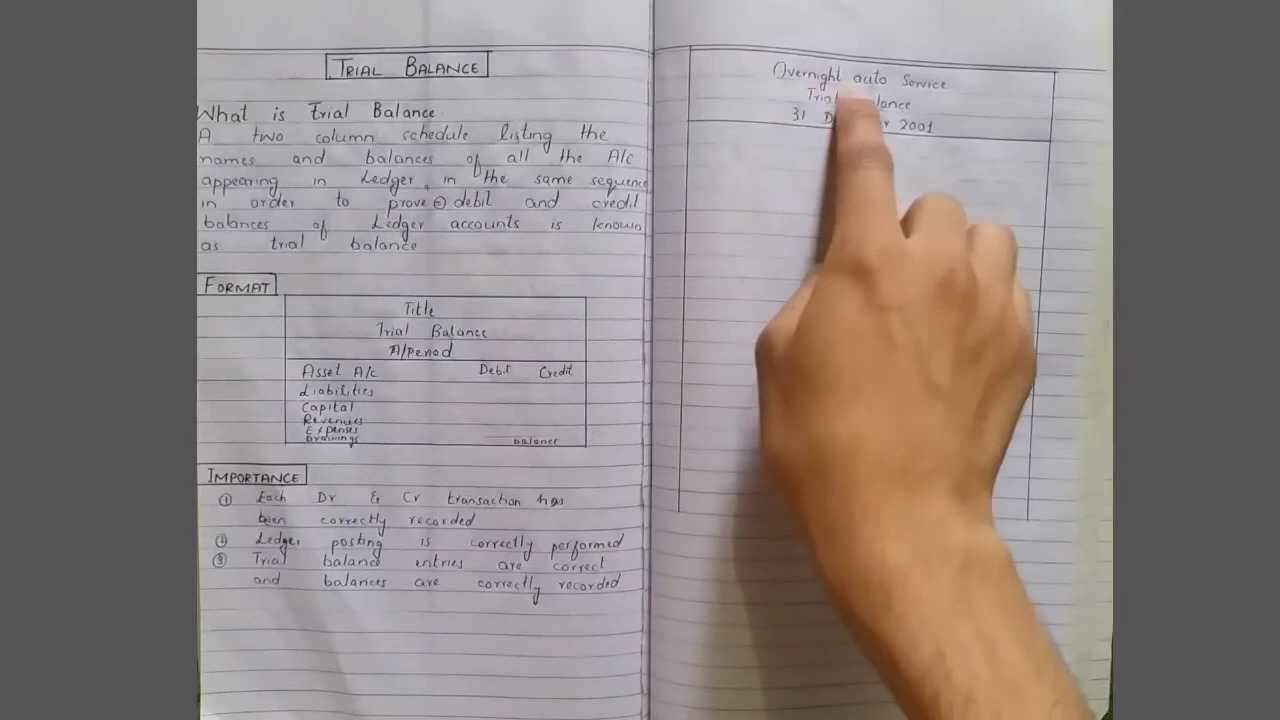 TRIAL BALANCE
What is trial Balance
A two column schedule listing the
names and balances of all the A/c
appearing in Ledger, in the same sequence
in order to prove (=) debit and credit
balances of Ledger accounts is known
as trial balance
FORMAT
Title
Trial Balance
A/Period
Asset A/c Debit Credit
Liabilities
Capital
Revenues
Expenses
Drawings balance
IMPORTANCE
① Each Dr & Cr transaction has
been correctly recorded
② Ledger posting is correctly performed
③ Trial balance entries are correct
and balances are correctly recorded
Overnight auto Service
31 2001